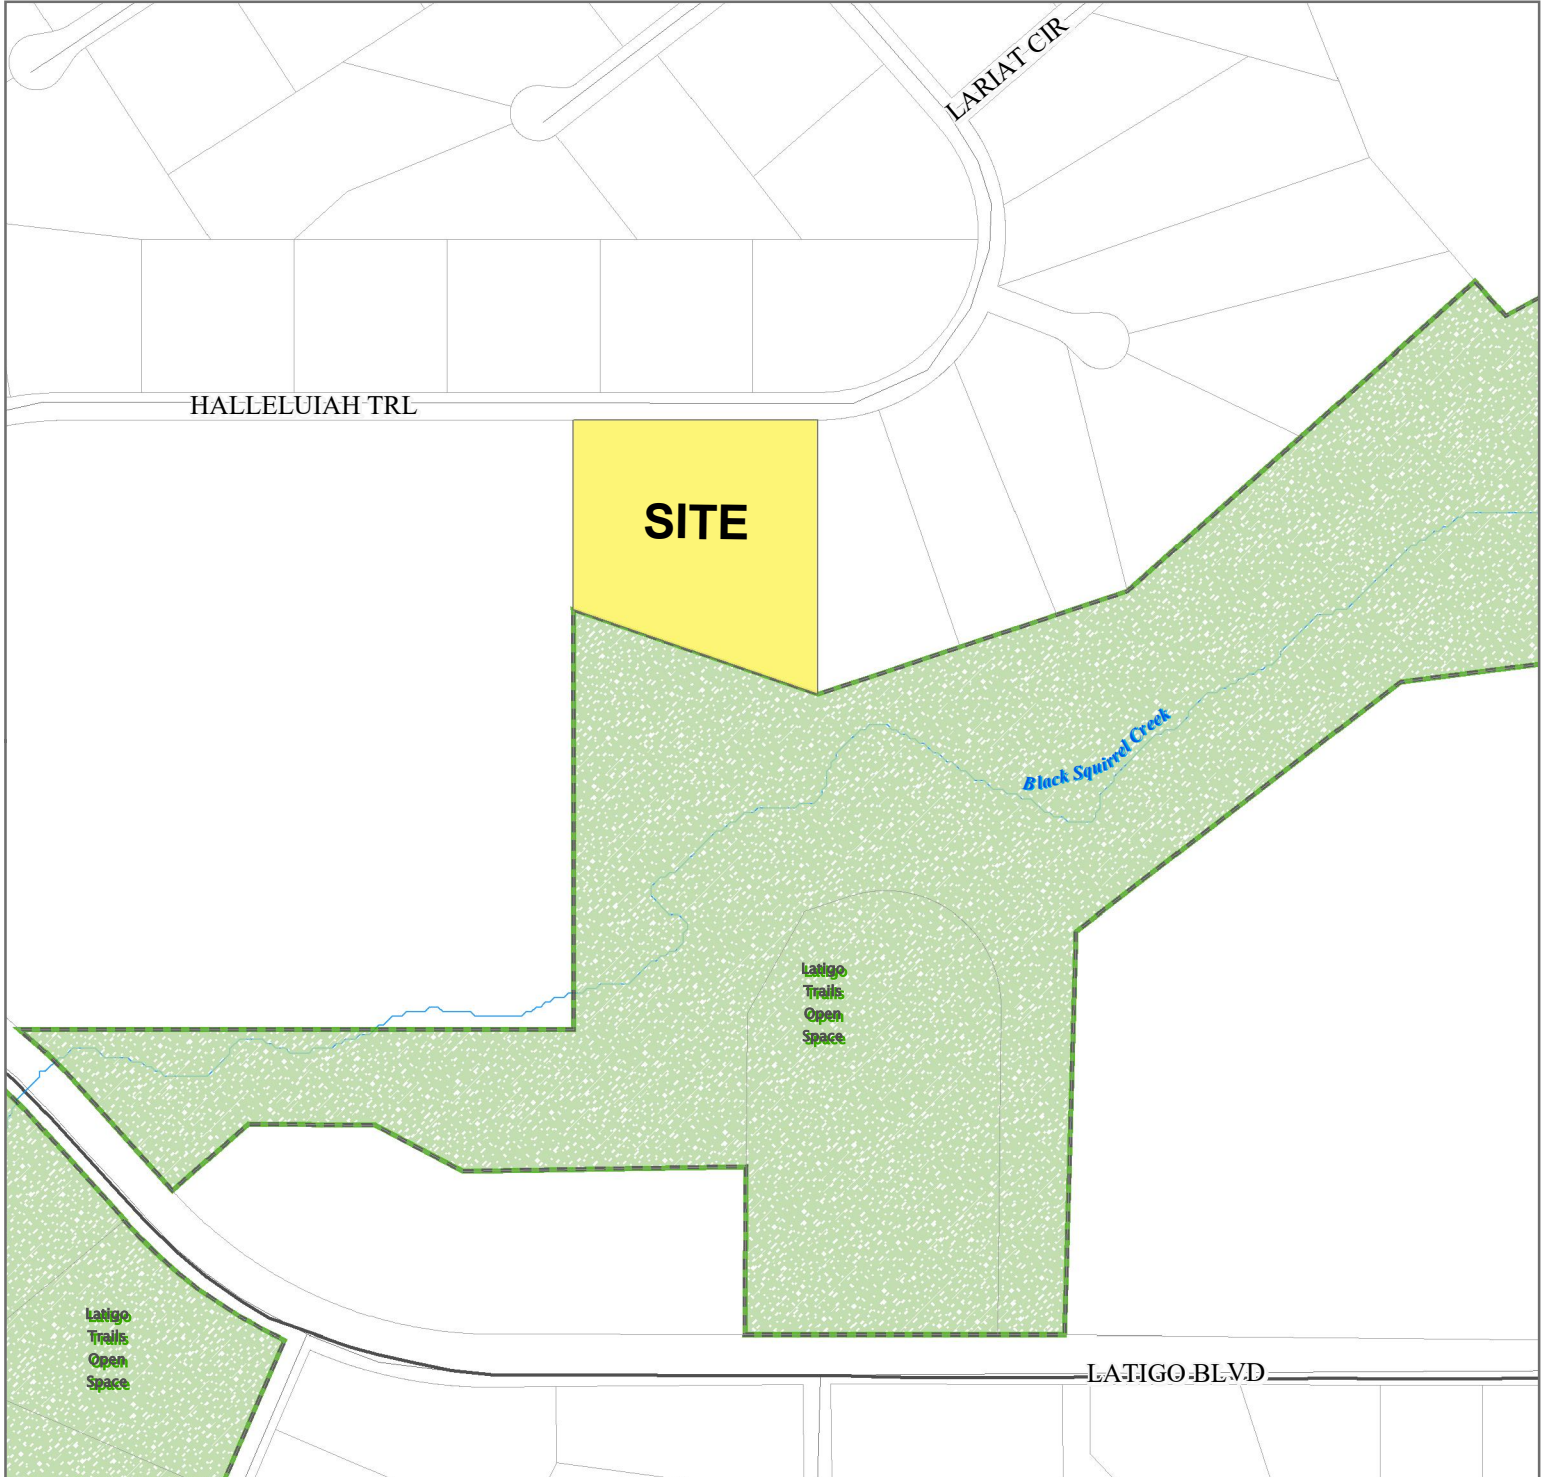 LARIAT CIR
HALLELUIAH TRL
SITE
Black Squirrel Creek
Latigo
Trails
Open
Space
Latigo
Trails
Open
Space
LATIGO BLVD